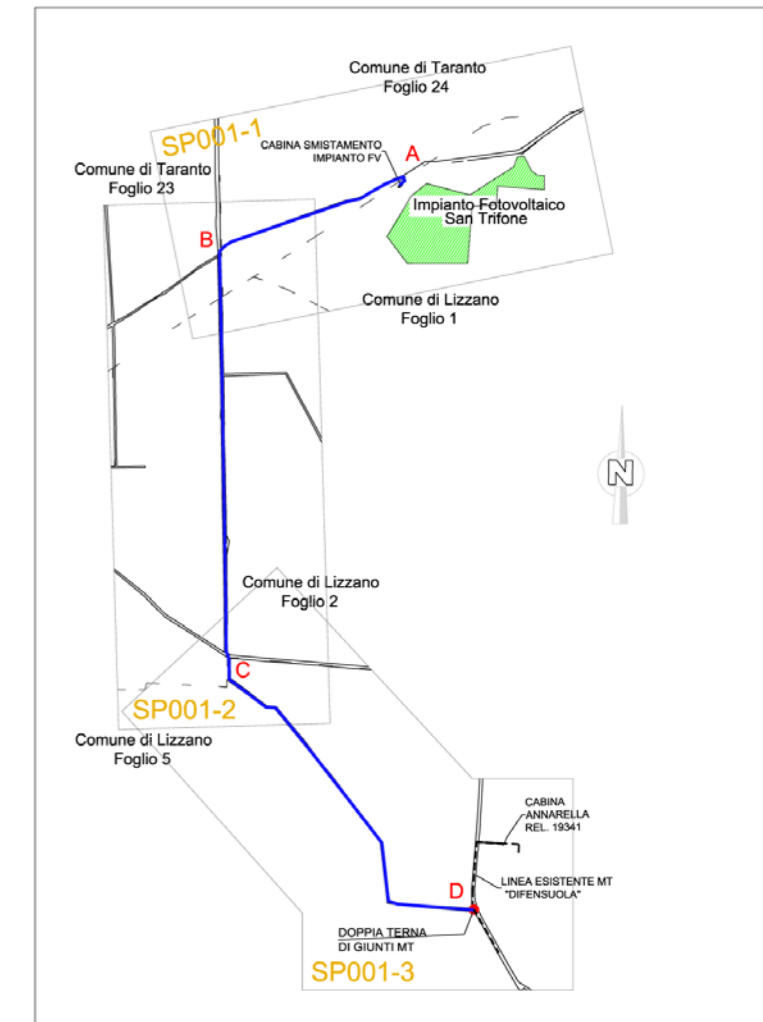 Comune di Taranto
Foglio 24
SP001-1
CABINA SMISTAMENTO
IMPIANTO FV
A
Comune di Taranto
Foglio 23
Impianto Fotovoltaico
San Trifone
B
Comune di Lizzano
Foglio 1
N
Comune di Lizzano
Foglio 2
C
SP001-2
Comune di Lizzano
Foglio 5
CABINA
ANNARELLA
REL. 19341
D
LINEA ESISTENTE MT
"DIFENSUOLA"
DOPPIA TERNA
DI GIUNTI MT
SP001-3